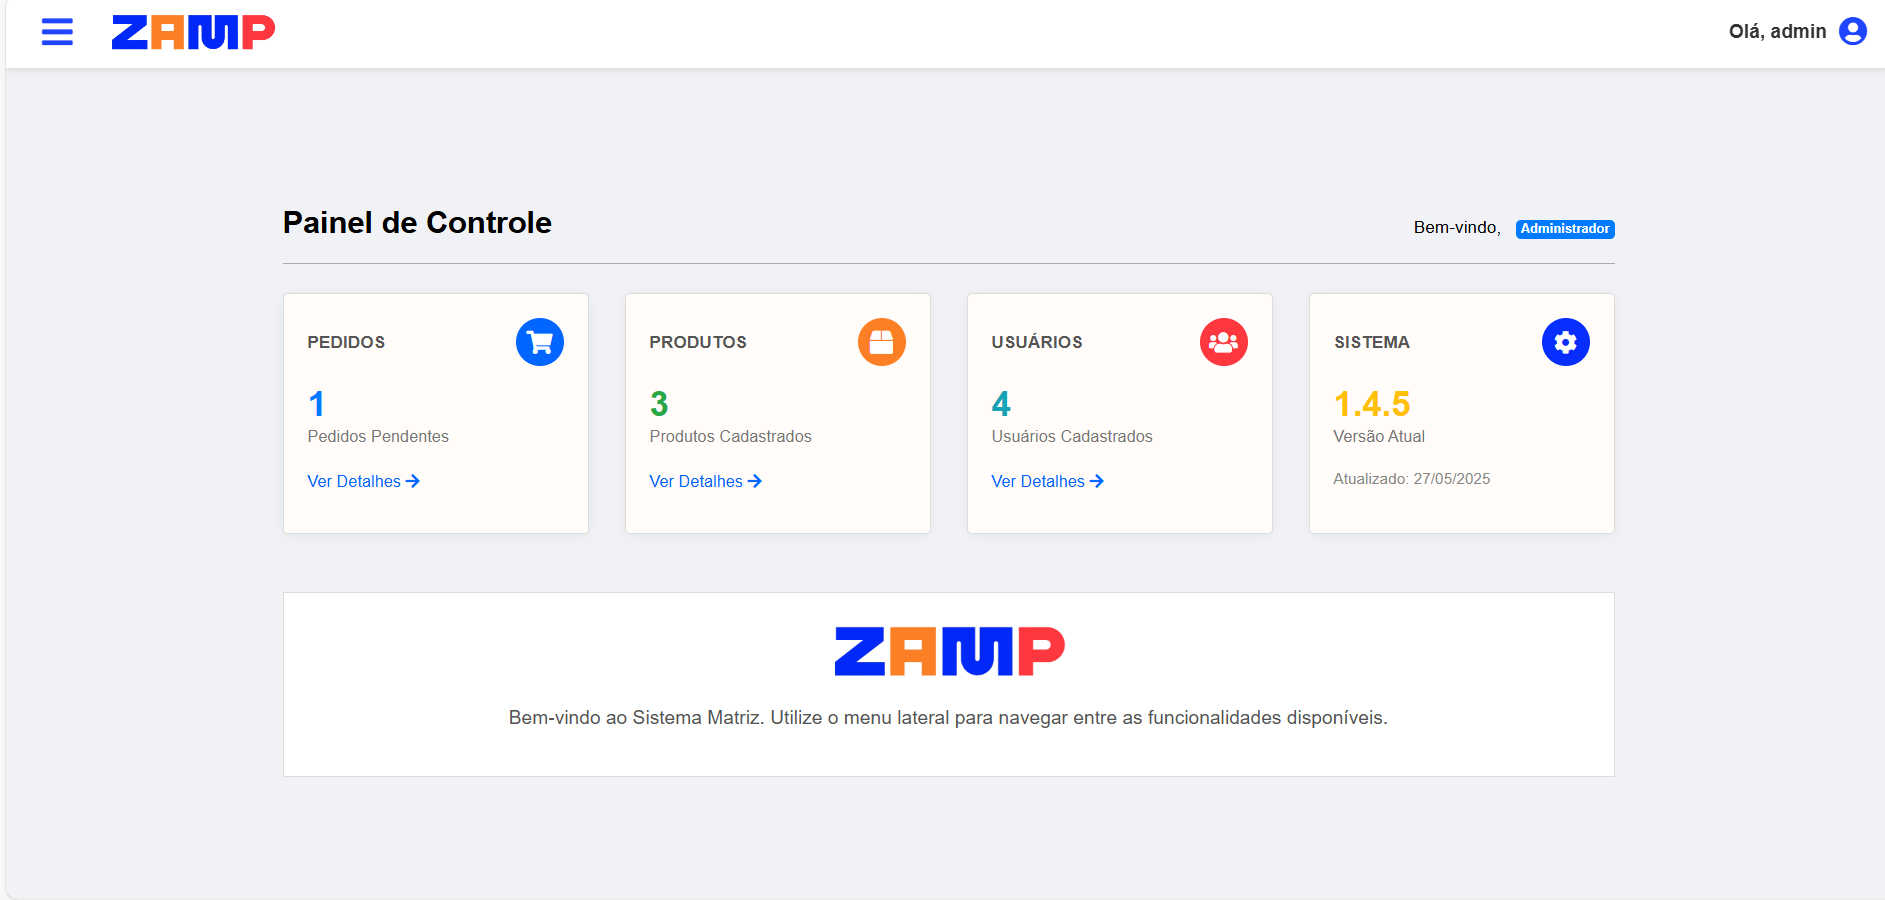 ZAMP
Olá, admin
Painel de Controle
Bem-vindo, Administrador
PEDIDOS
1
Pedidos Pendentes
Ver Detalhes
PRODUTOS
3
Produtos Cadastrados
Ver Detalhes
USUÁRIOS
4
Usuários Cadastrados
Ver Detalhes
SISTEMA
1.4.5
Versão Atual
Atualizado: 27/05/2025
ZAMP
Bem-vindo ao Sistema Matriz. Utilize o menu lateral para navegar entre as funcionalidades disponíveis.